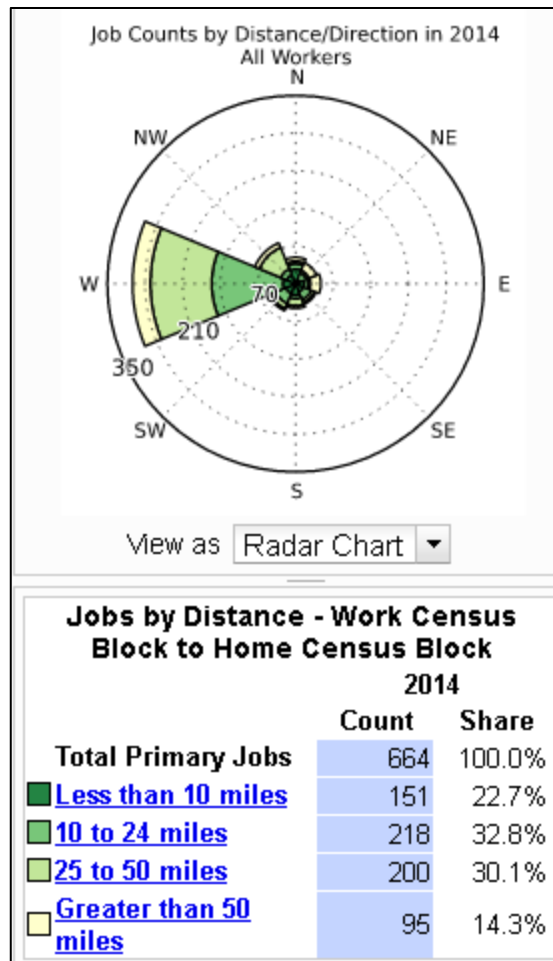 Job Counts by Distance/Direction in 2014
All Workers
N
NW
NE
W
E
70
210
350
SW
SE
S
View as Radar Chart
Jobs by Distance - Work Census
Block to Home Census Block
2014
Count Share
Total Primary Jobs 664 100.0%
Less than 10 miles 151 22.7%
10 to 24 miles 218 32.8%
25 to 50 miles 200 30.1%
Greater than 50
miles 95 14.3%